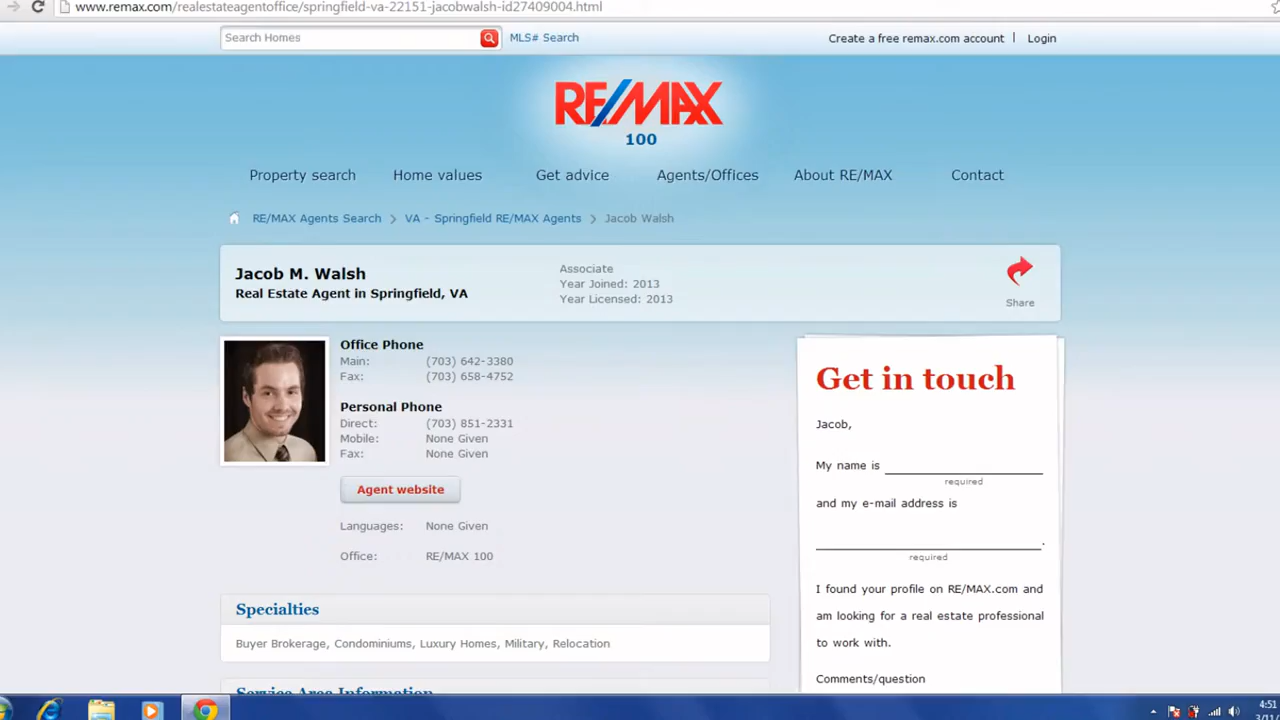 www.remax.com/realestateagentoffice/springfield-va-22151-jacobwalsh-id27409004.html
Search Homes MLS# Search Create a free remax.com account | Login
RE/MAX
100
Property search Home values Get advice Agents/Offices About RE/MAX Contact
RE/MAX Agents Search > VA - Springfield RE/MAX Agents > Jacob Walsh
Jacob M. Walsh
Real Estate Agent in Springfield, VA
Associate
Year Joined: 2013
Year Licensed: 2013
Share
Office Phone
Main: (703) 642-3380
Fax: (703) 658-4752
Personal Phone
Direct: (703) 851-2331
Mobile: None Given
Fax: None Given
Agent website
Languages: None Given
Office: RE/MAX 100
Specialties
Buyer Brokerage, Condominiums, Luxury Homes, Military, Relocation
Service Area Information
Get in touch
Jacob,
My name is
required
and my e-mail address is
.
required
I found your profile on RE/MAX.com and
am looking for a real estate professional
to work with.
Comments/question
4:51